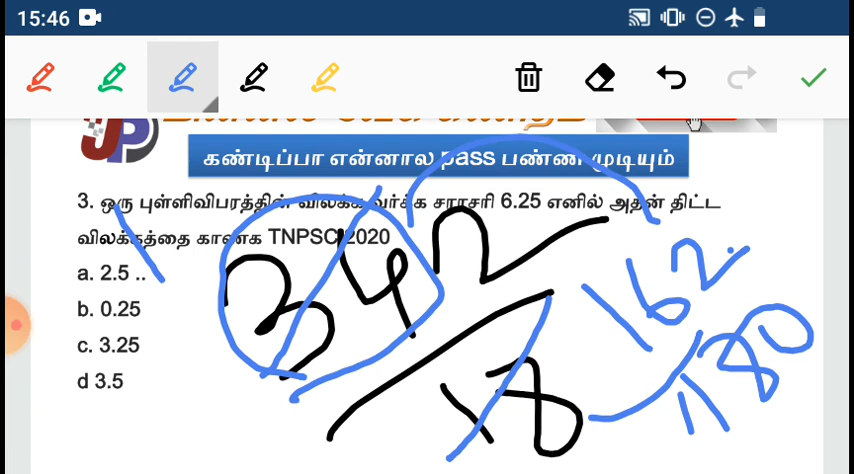 15:46
கண்டிப்பா என்னால pass பண்ண முடியும்
3. ஒரு புள்ளிவிபரத்தின் விலக்க வர்க்க சராசரி 6.25 எனில் அதன் திட்ட
விலக்கத்தை காண்க TNPSC 2020
a. 2.5 ..
b. 0.25
c. 3.25
d 3.5
342
18
162
180